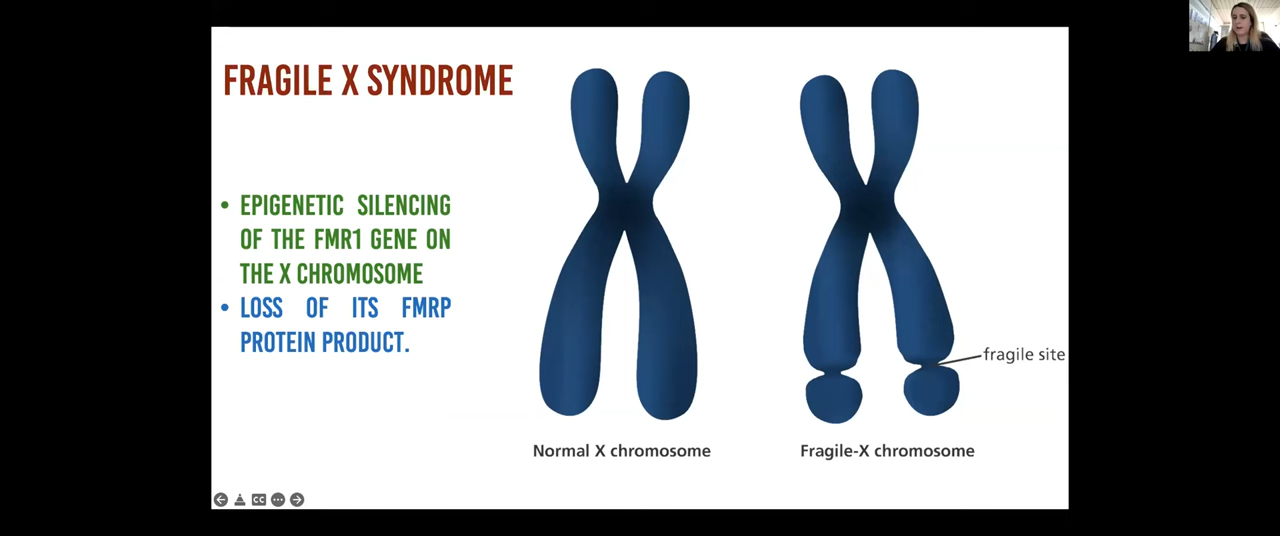 FRAGILE X SYNDROME
• EPIGENETIC SILENCING
OF THE FMR1 GENE ON
THE X CHROMOSOME
• LOSS OF ITS FMRP
PROTEIN PRODUCT.
fragile site
Normal X chromosome
Fragile-X chromosome
CC